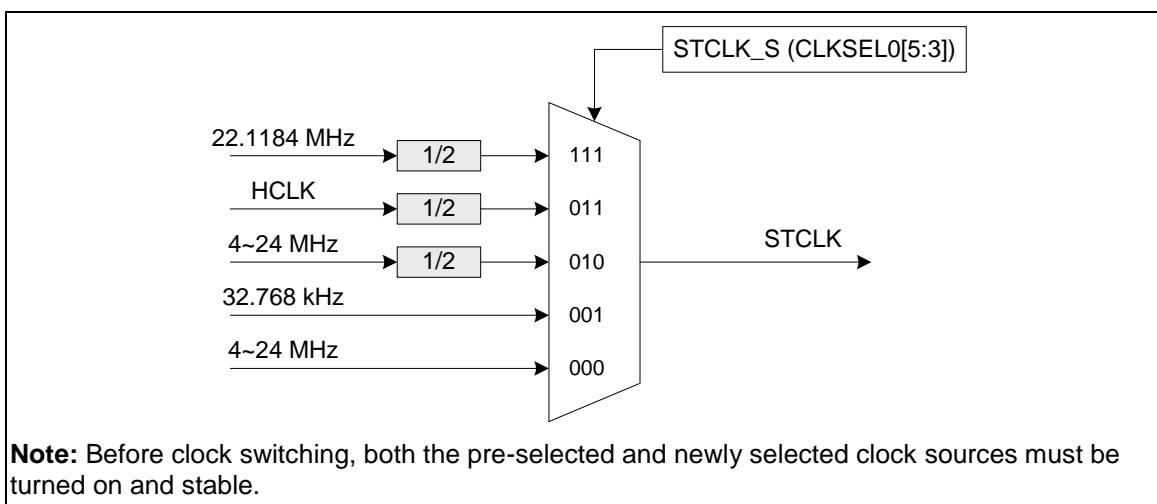 STCLK_S (CLKSEL0[5:3])
22.1184 MHz
1/2
111
HCLK
1/2
011
4~24 MHz
1/2
010
STCLK
32.768 kHz
001
4~24 MHz
000
Note: Before clock switching, both the pre-selected and newly selected clock sources must be
turned on and stable.